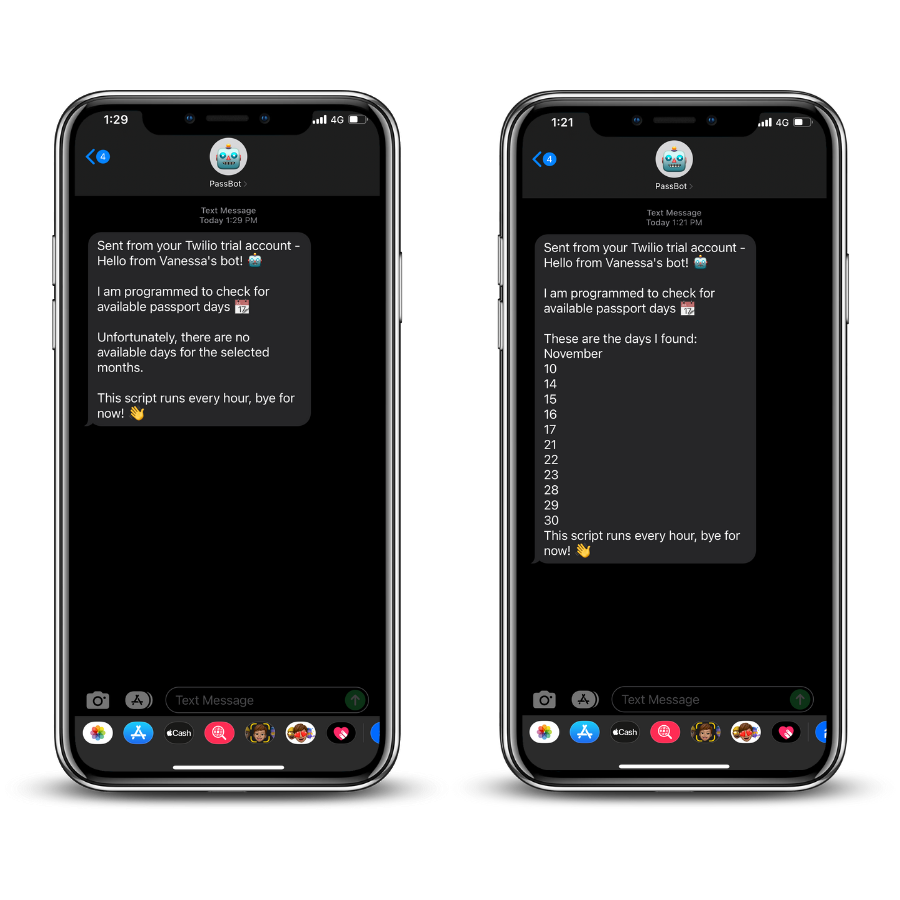 1:29
4G
4
PassBot
Text Message
Today 1:29 PM
Sent from your Twilio trial account -
Hello from Vanessa's bot! 🤖
I am programmed to check for
available passport days 📆
Unfortunately, there are no
available days for the selected
months.
This script runs every hour, bye for
now! 👋
Text Message
Cash
1:21
4G
4
PassBot
Text Message
Today 1:21 PM
Sent from your Twilio trial account -
Hello from Vanessa's bot! 🤖
I am programmed to check for
available passport days 📆
These are the days I found:
November
10
14
15
16
17
21
22
23
28
29
30
This script runs every hour, bye for
now! 👋
Text Message
Cash